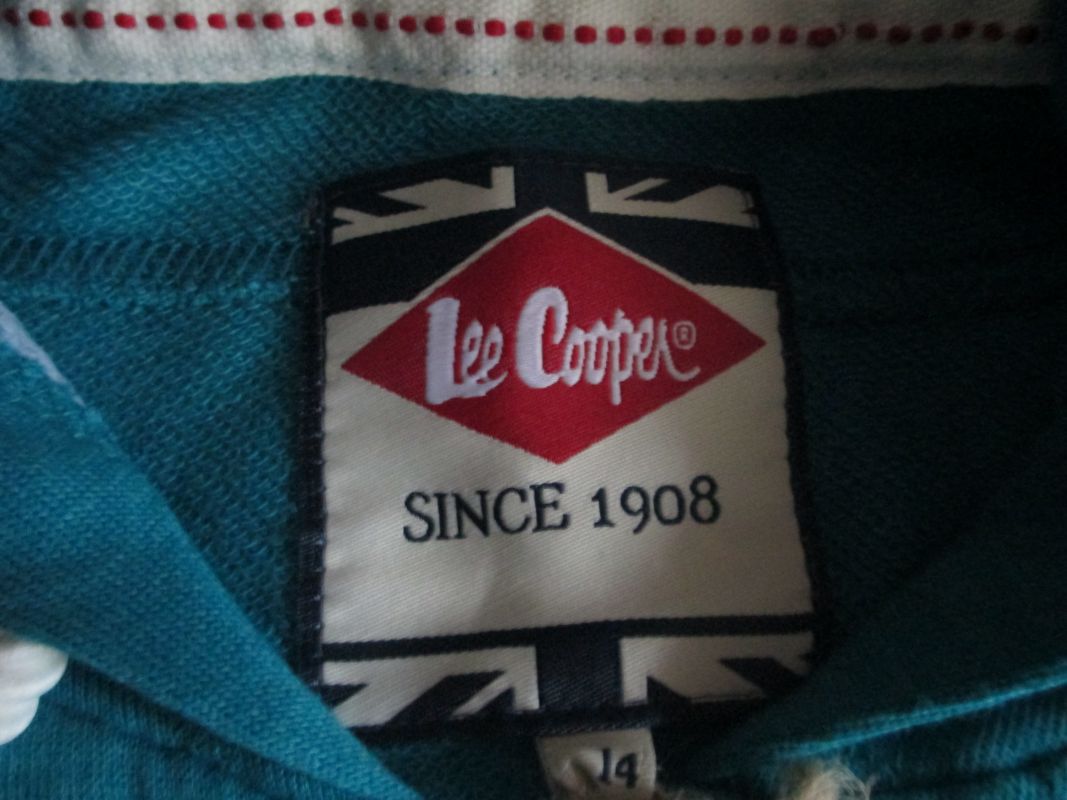 Lee Cooper®
SINCE 1908
14